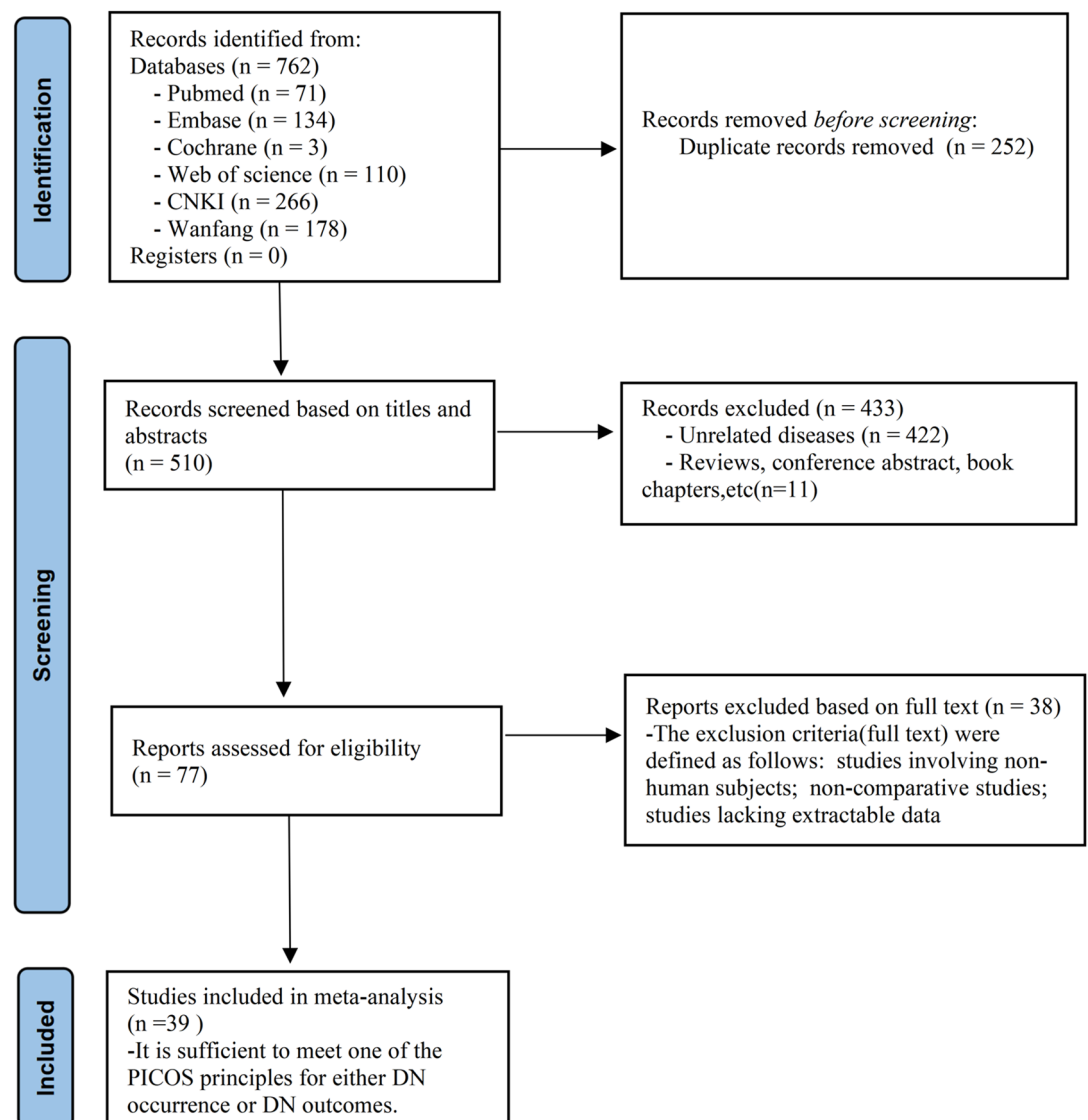 Identification
Records identified from:
Databases (n = 762)
- Pubmed (n = 71)
- Embase (n = 134)
- Cochrane (n = 3)
- Web of science (n = 110)
- CNKI (n = 266)
- Wanfang (n = 178)
Registers (n = 0)
Records removed before screening:
Duplicate records removed (n = 252)
Screening
Records screened based on titles and
abstracts
(n = 510)
Records excluded (n = 433)
- Unrelated diseases (n = 422)
- Reviews, conference abstract, book
chapters,etc(n=11)
Reports assessed for eligibility
(n = 77)
Reports excluded based on full text (n = 38)
-The exclusion criteria(full text) were
defined as follows: studies involving non-
human subjects; non-comparative studies;
studies lacking extractable data
Included
Studies included in meta-analysis
(n =39 )
-It is sufficient to meet one of the
PICOS principles for either DN
occurrence or DN outcomes.